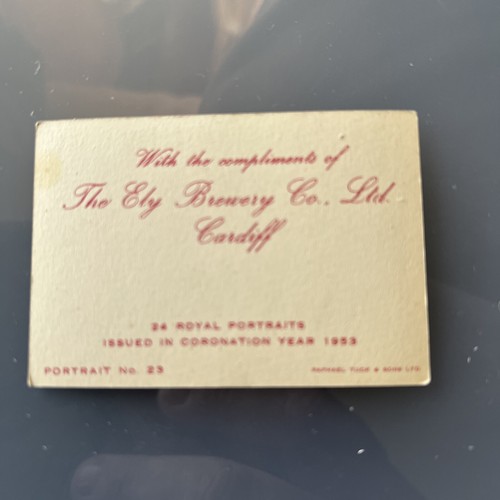 With the compliments of
The Ely Brewery Co., Ltd.
Cardiff
24 ROYAL PORTRAITS
ISSUED IN CORONATION YEAR 1953
PORTRAIT No. 23
RAPHAEL TUCK & SONS LTD